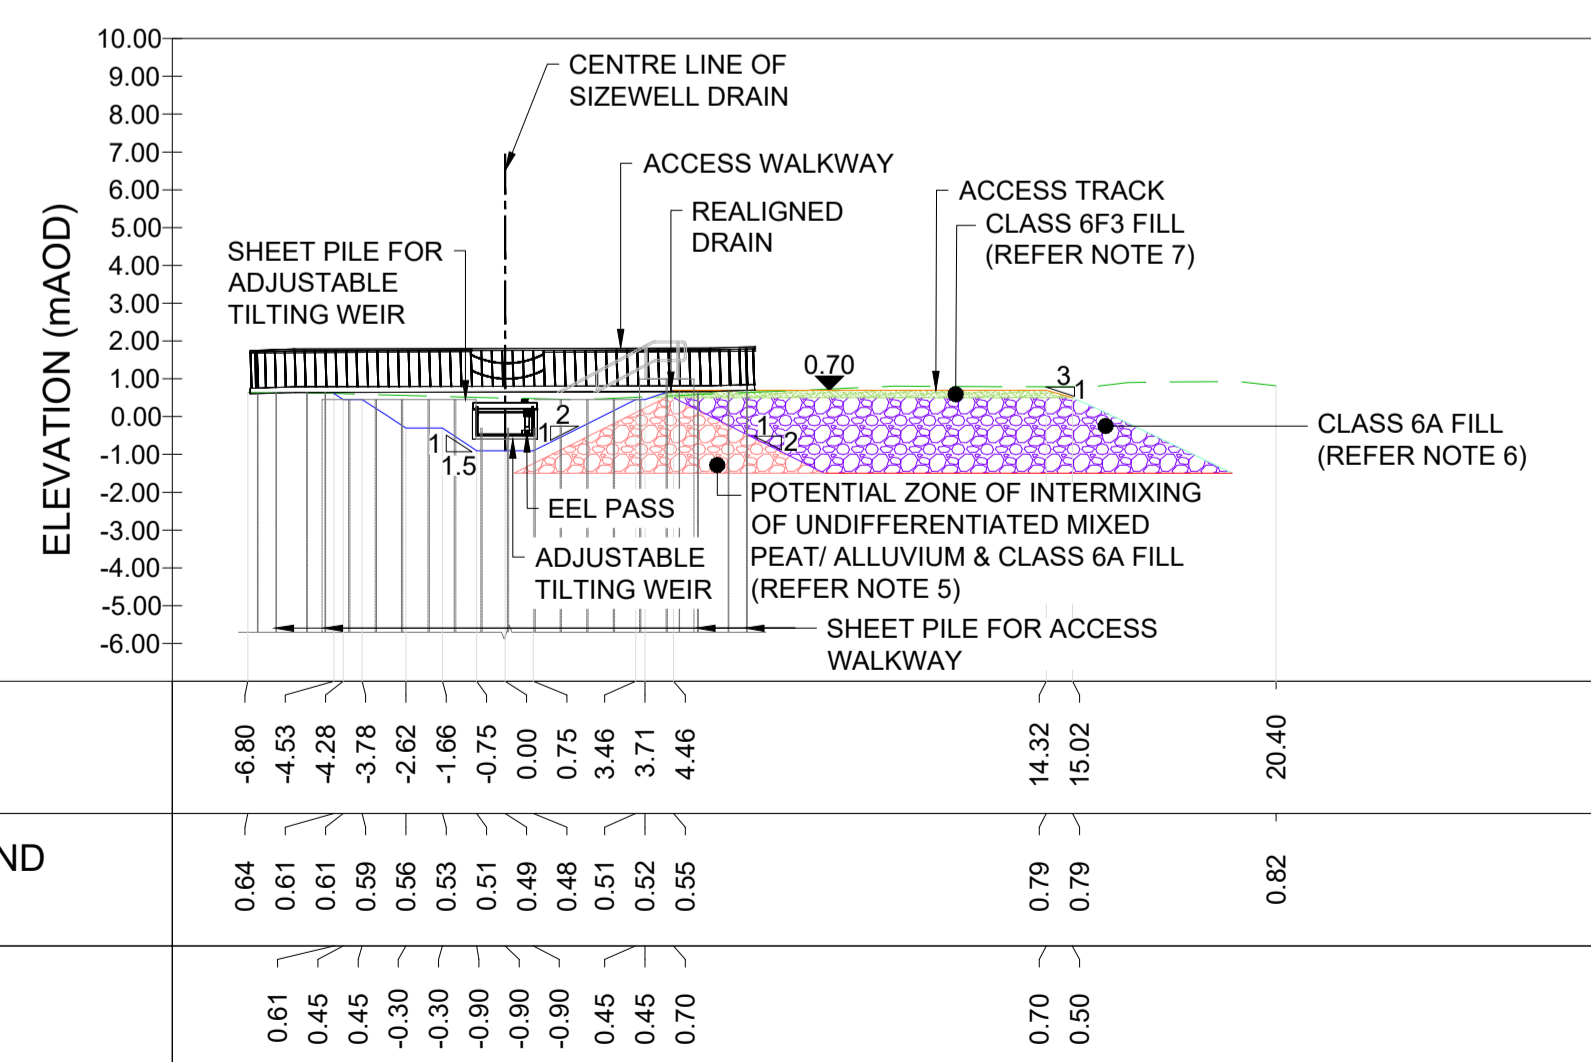 10.00
9.00
8.00
7.00
6.00
5.00
4.00
3.00
2.00
1.00
0.00
-1.00
-2.00
-3.00
-4.00
-5.00
-6.00
ELEVATION (mAOD)
CENTRE LINE OF
SIZEWELL DRAIN
ACCESS WALKWAY
REALIGNED
DRAIN
ACCESS TRACK
CLASS 6F3 FILL
(REFER NOTE 7)
SHEET PILE FOR
ADJUSTABLE
TILTING WEIR
0.70
3
1
2
1
1
1.5
1
2
CLASS 6A FILL
(REFER NOTE 6)
EEL PASS
ADJUSTABLE
TILTING WEIR
POTENTIAL ZONE OF INTERMIXING
OF UNDIFFERENTIATED MIXED
PEAT/ ALLUVIUM & CLASS 6A FILL
(REFER NOTE 5)
SHEET PILE FOR ACCESS
WALKWAY
-6.80 -4.53 -4.28 -3.78 -2.62 -1.66 -0.75 0.00 0.75 3.46 3.71 4.46 14.32 15.02 20.40
ND
0.64 0.61 0.61 0.59 0.56 0.53 0.51 0.49 0.48 0.51 0.52 0.55 0.79 0.79 0.82
0.61 0.45 0.45 -0.30 -0.30 -0.90 -0.90 -0.90 0.45 0.45 0.70 0.70 0.50